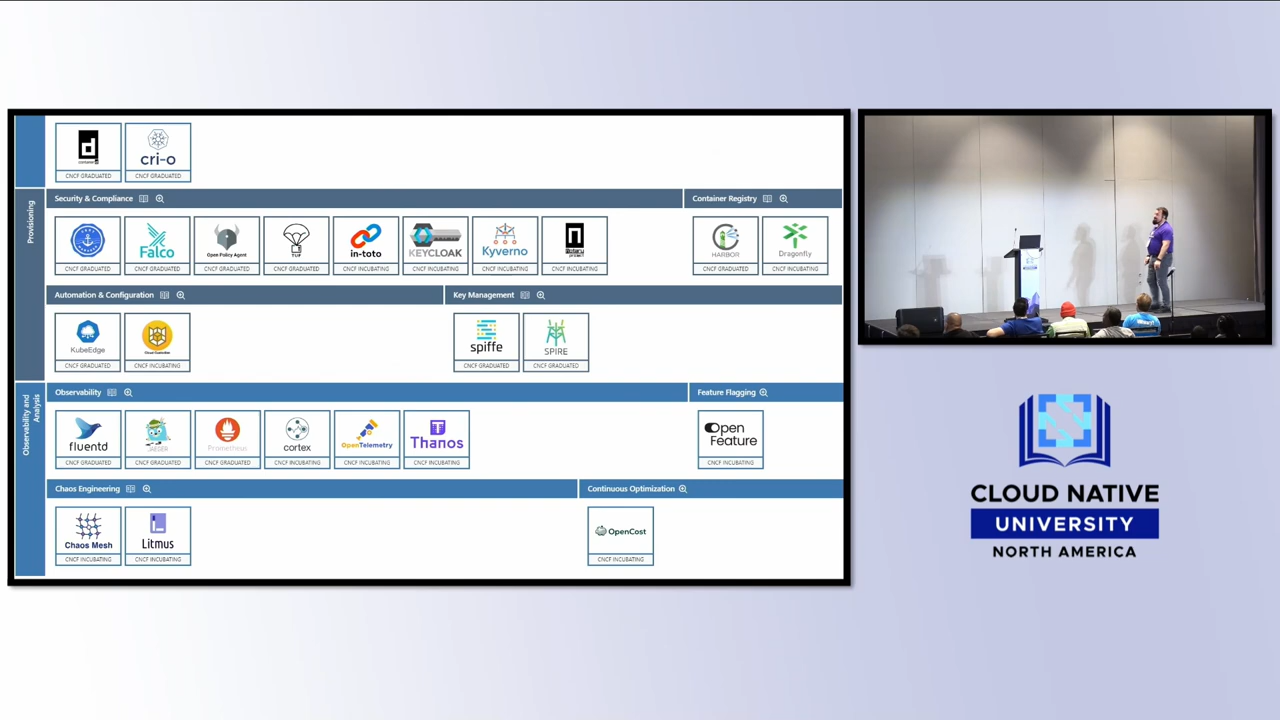 cri-o
CNCF GRADUATED
CNCF GRADUATED
Provisioning
Security & Compliance
Container Registry
Falco
Open Policy Agent
TUF
in-toto
KEYCLOAK
Kyverno
Notary
HARBOR
Dragonfly
CNCF GRADUATED
CNCF GRADUATED
CNCF GRADUATED
CNCF GRADUATED
CNCF INCUBATING
CNCF INCUBATING
CNCF INCUBATING
CNCF INCUBATING
CNCF GRADUATED
CNCF INCUBATING
Automation & Configuration
Key Management
KubeEdge
Cloud Custodian
spiffe
SPIRE
CNCF GRADUATED
CNCF INCUBATING
CNCF GRADUATED
CNCF GRADUATED
Observability and
Analysis
Observability
Feature Flagging
fluentd
JAEGER
Prometheus
cortex
OpenTelemetry
Thanos
Open
Feature
CNCF GRADUATED
CNCF GRADUATED
CNCF GRADUATED
CNCF INCUBATING
CNCF INCUBATING
CNCF INCUBATING
CNCF INCUBATING
Chaos Engineering
Continuous Optimization
Chaos Mesh
Litmus
OpenCost
CNCF INCUBATING
CNCF INCUBATING
CNCF INCUBATING
CLOUD NATIVE
UNIVERSITY
NORTH AMERICA